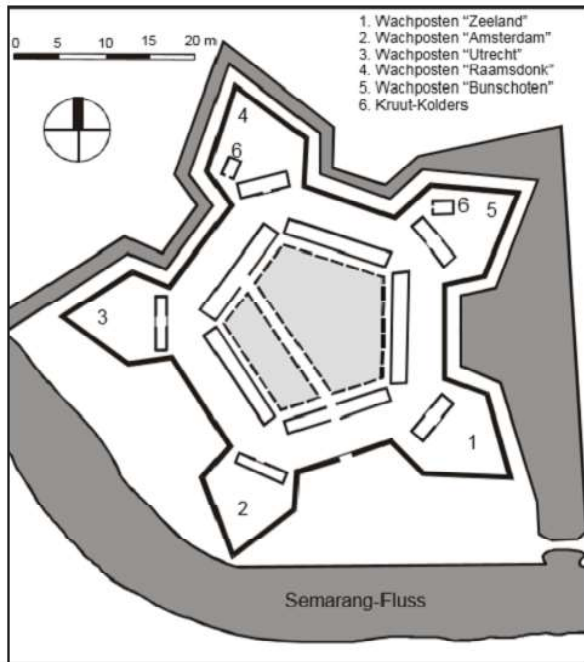 1. Wachposten "Zeeland"
2. Wachposten "Amsterdam"
3 Wachposten "Utrecht"
4 Wachposten "Raamsdonk"
5 Wachposten "Bunschoten"
6. Kruut-Kolders
0 5 10 15 20 m
4
6
6
5
3
1
2
Semarang-Fluss